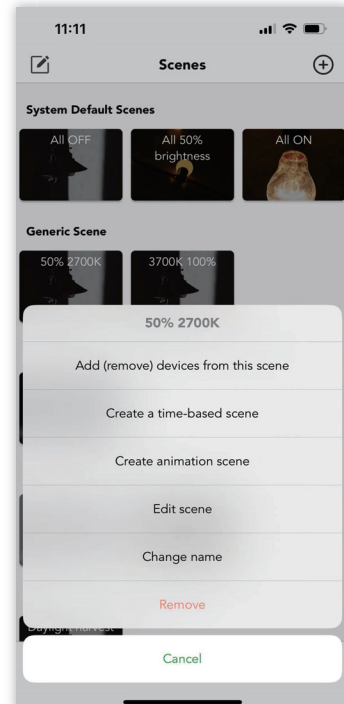 11:11
Scenes
System Default Scenes
All OFF
All 50%
brightness
All ON
Generic Scene
50% 2700K
3700K 100%
50% 2700K
Add (remove) devices from this scene
Create a time-based scene
Create animation scene
Edit scene
Change name
Remove
Daylight harvest
Cancel